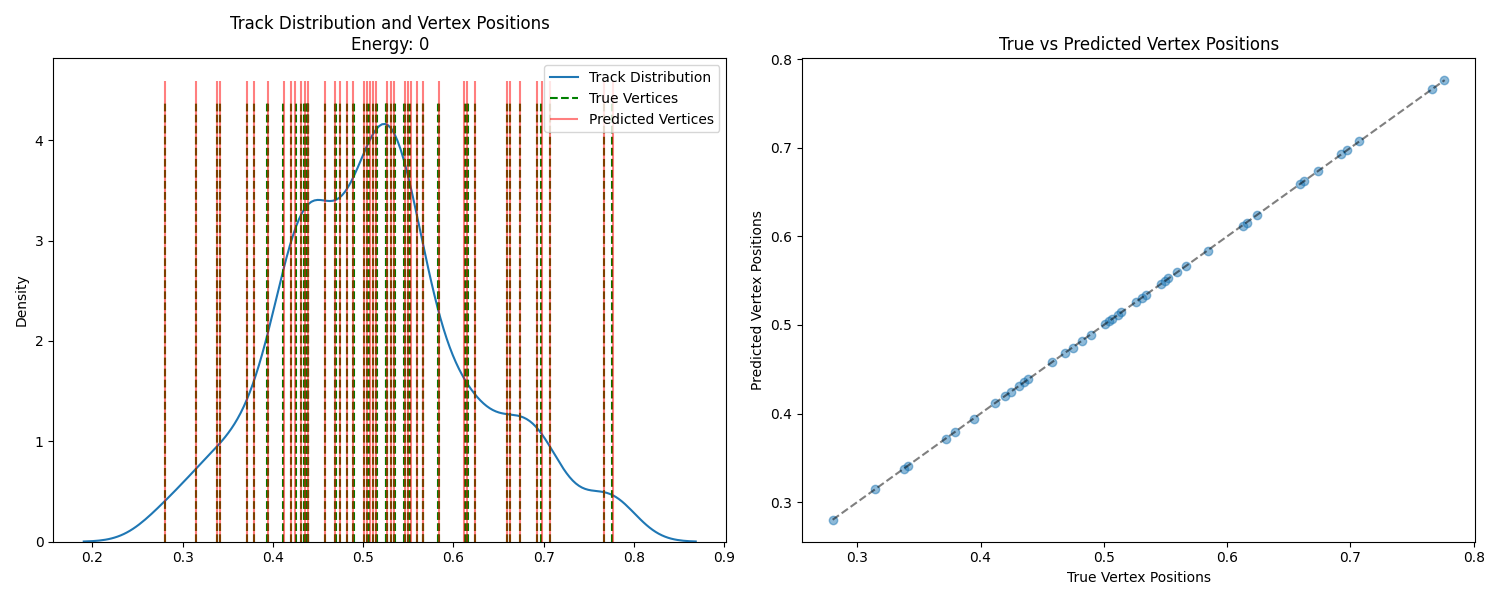 Track Distribution and Vertex Positions
Energy: 0
Track Distribution
True Vertices
Predicted Vertices
Density
4
3
2
1
0
0.2 0.3 0.4 0.5 0.6 0.7 0.8 0.9
True vs Predicted Vertex Positions
Predicted Vertex Positions
0.8
0.7
0.6
0.5
0.4
0.3
0.3 0.4 0.5 0.6 0.7 0.8
True Vertex Positions